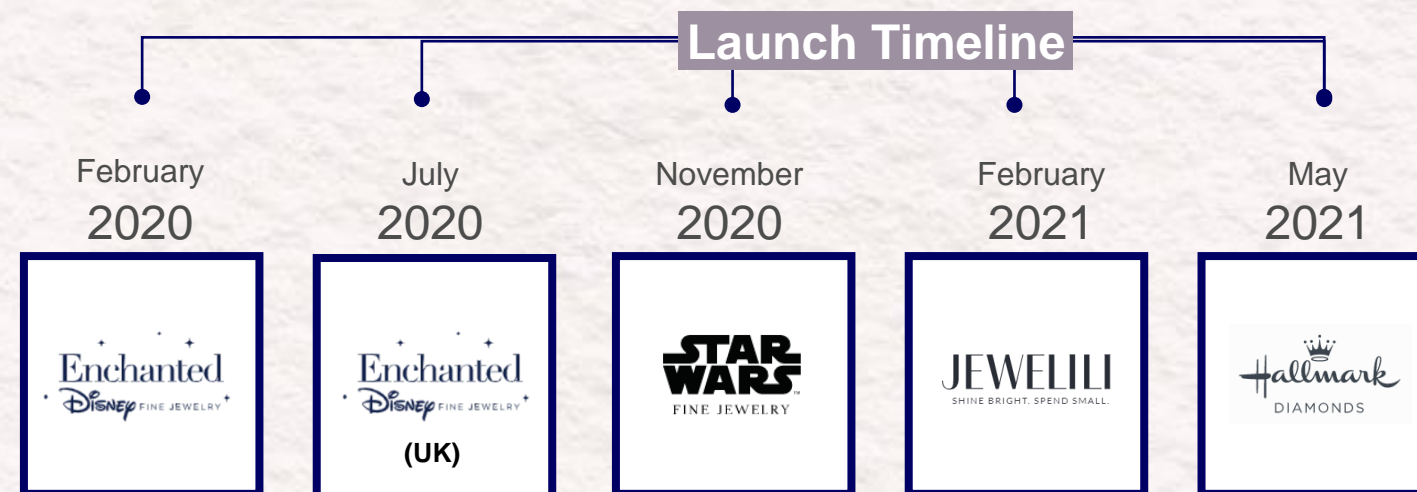 Launch Timeline
February
2020
July
2020
November
2020
February
2021
May
2021
Enchanted
Disney FINE JEWELRY
Enchanted
Disney FINE JEWELRY
(UK)
STAR
WARS™
FINE JEWELRY
JEWELILI
SHINE BRIGHT. SPEND SMALL.
Hallmark
DIAMONDS